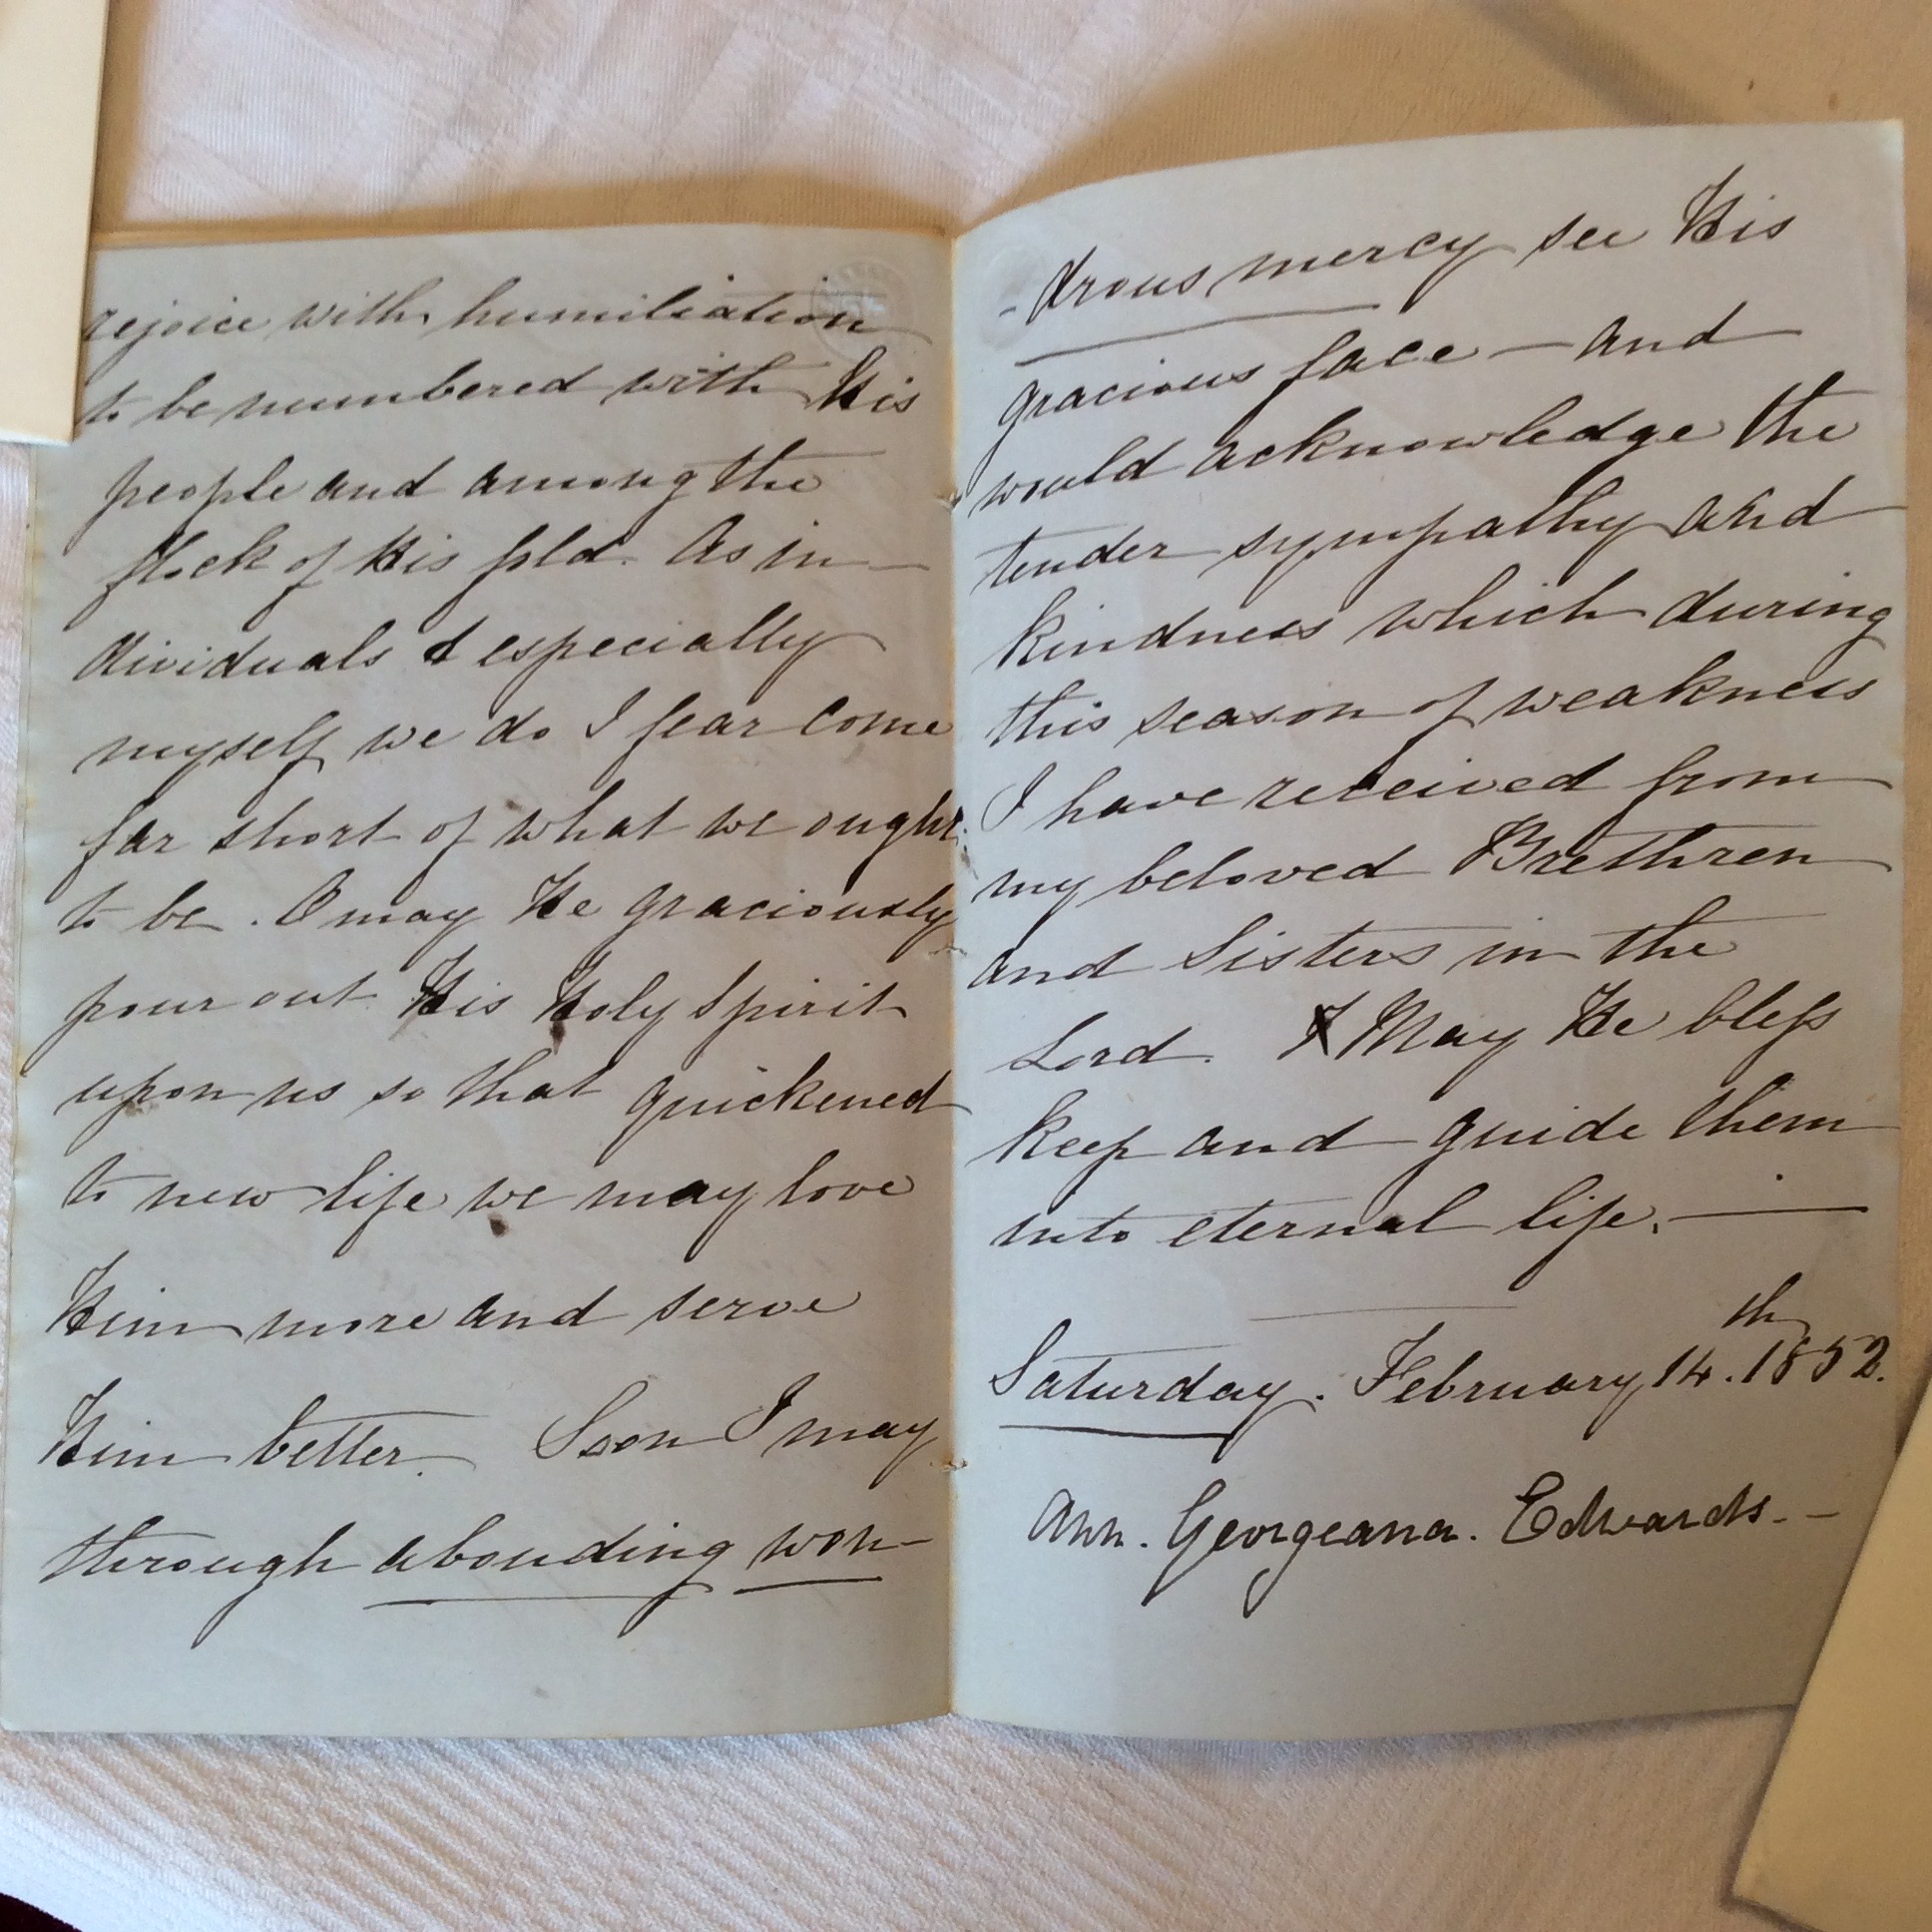 rejoice with humiliation
to be numbered with His
people and among the
flock of His fold. As in-
dividuals & especially
myself we do I fear come
far short of what we ought
to be. O may He graciously
pour out His Holy Spirit
upon us so that quickened
to new life we may love
Him more and serve
Him better. Soon I may
through abouding won-
-drous mercy see His
gracious face — and
would acknowledge the
tender sympathy and
kindness which during
this season of weakness
I have received from
my beloved Brethren
and Sisters in the
Lord. May He bless
keep and guide them
into eternal life. —
Saturday. February 14th. 1852.
Ann. Georgeana. Edwards. -